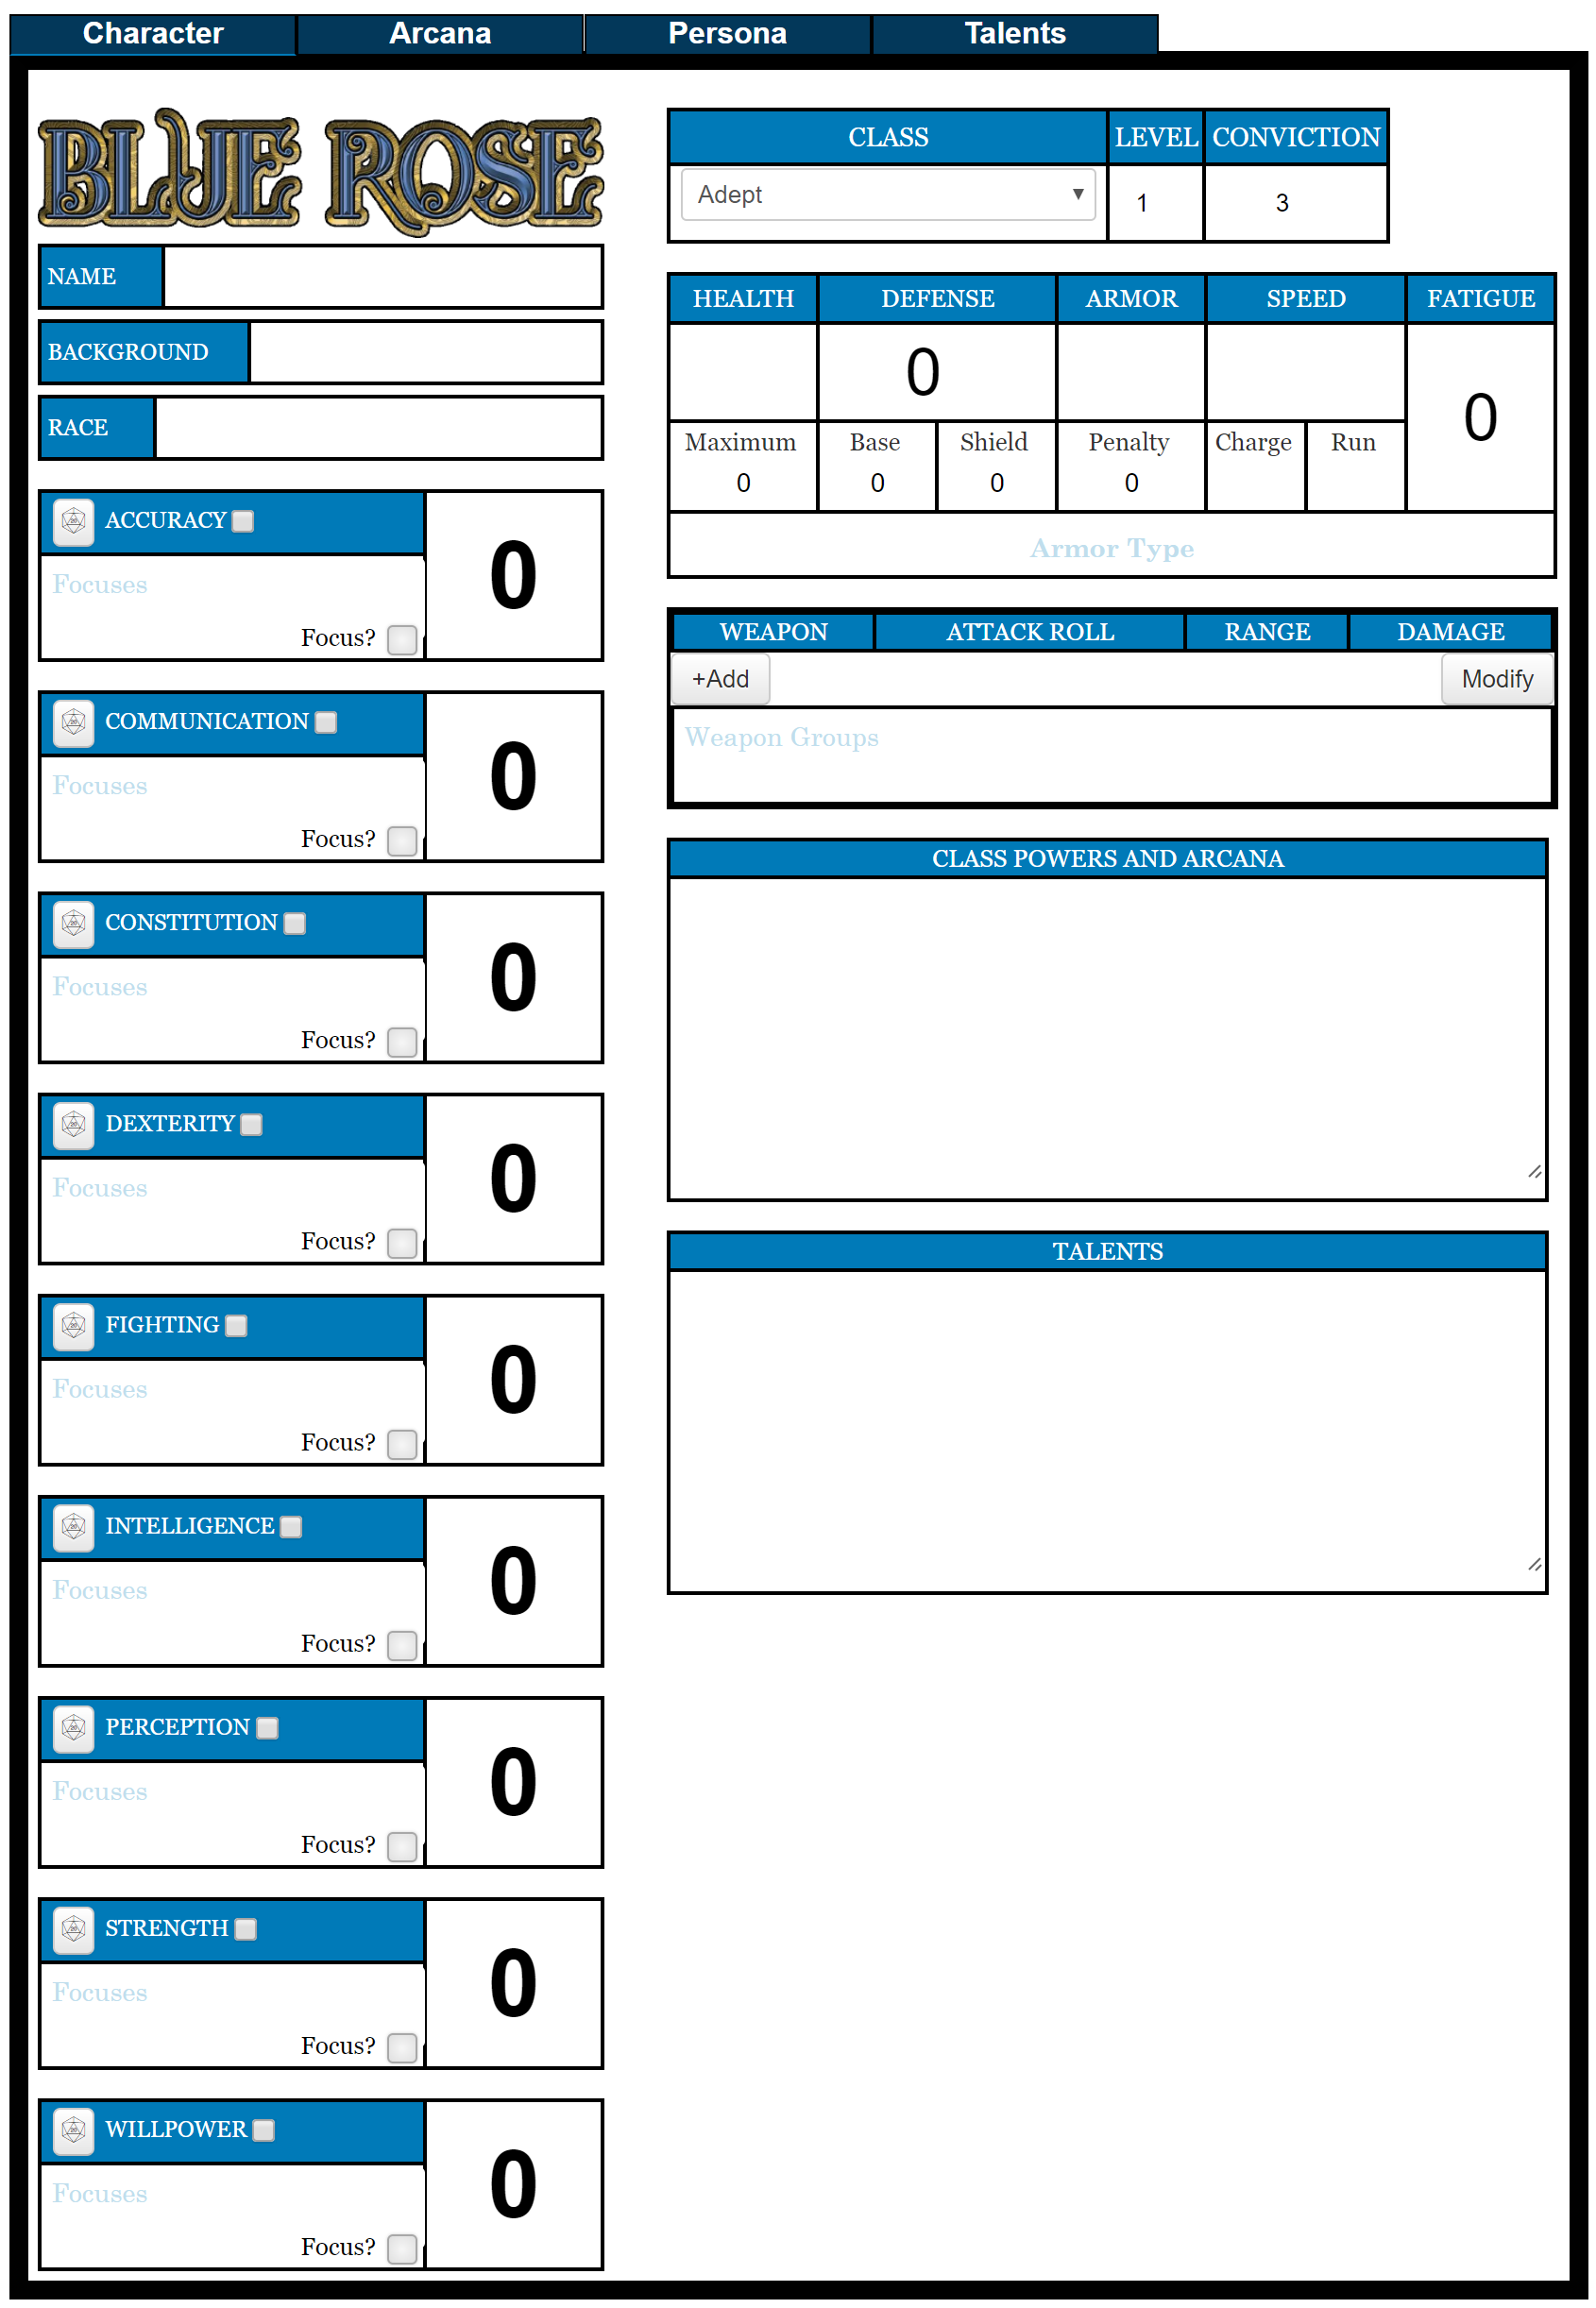 Character Arcana Persona Talents
BLUE ROSE
NAME
BACKGROUND
RACE
ACCURACY
Focuses
Focus?
0
COMMUNICATION
Focuses
Focus?
0
CONSTITUTION
Focuses
Focus?
0
DEXTERITY
Focuses
Focus?
0
FIGHTING
Focuses
Focus?
0
INTELLIGENCE
Focuses
Focus?
0
PERCEPTION
Focuses
Focus?
0
STRENGTH
Focuses
Focus?
0
WILLPOWER
Focuses
Focus?
0
CLASS LEVEL CONVICTION
Adept 1 3
HEALTH DEFENSE ARMOR SPEED FATIGUE
0
0
Maximum Base Shield Penalty Charge Run
0 0 0 0
Armor Type
WEAPON ATTACK ROLL RANGE DAMAGE
+Add Modify
Weapon Groups
CLASS POWERS AND ARCANA
TALENTS